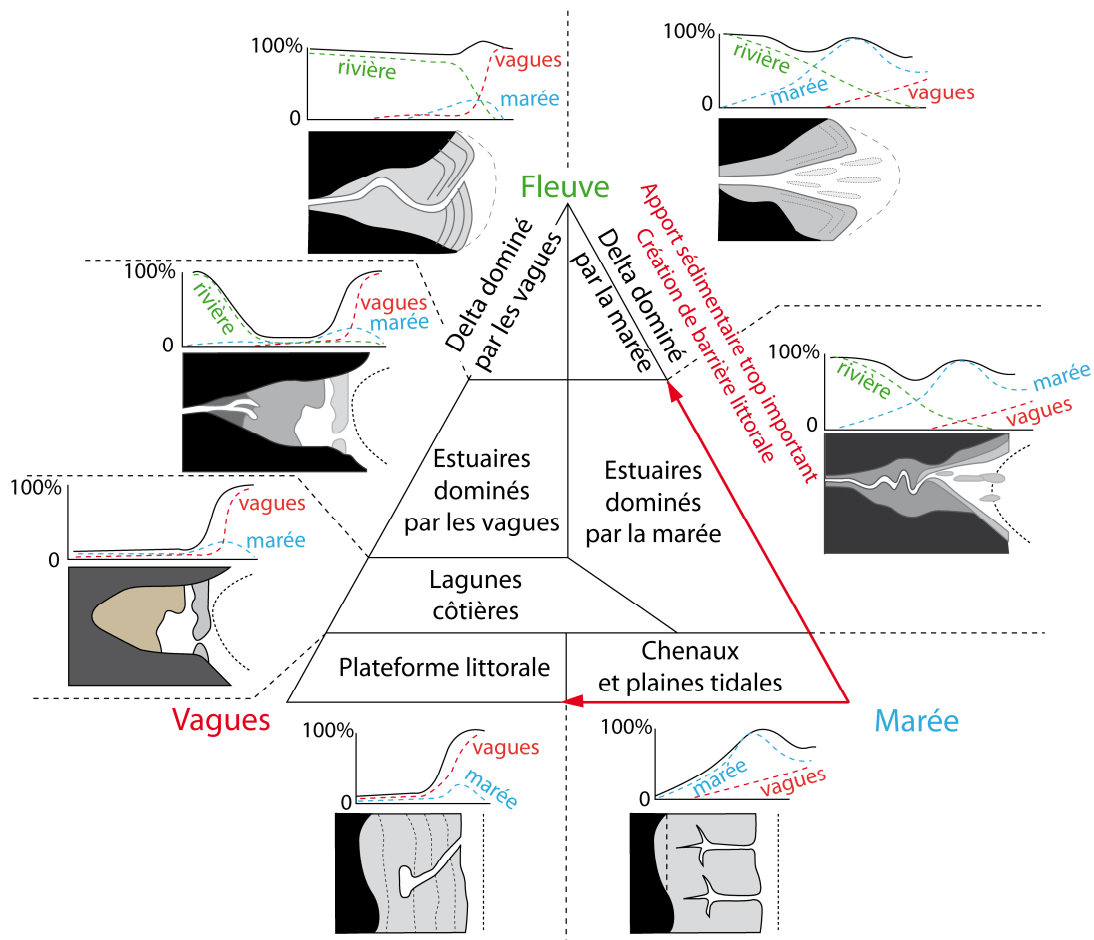 100%
rivière
vagues
marée
0
100%
rivière
marée
vagues
0
Fleuve
Delta dominé
par les vagues
Delta dominé
par la marée
Apport sédimentaire trop important
Création de barrière littorale
100%
rivière
vagues
marée
0
100%
rivière
marée
vagues
0
Estuaires
dominés
par les vagues
Estuaires
dominés
par la marée
100%
vagues
marée
0
Lagunes
côtières
Plateforme littorale
Chenaux
et plaines tidales
Vagues
Marée
100%
vagues
marée
0
100%
marée
vagues
0